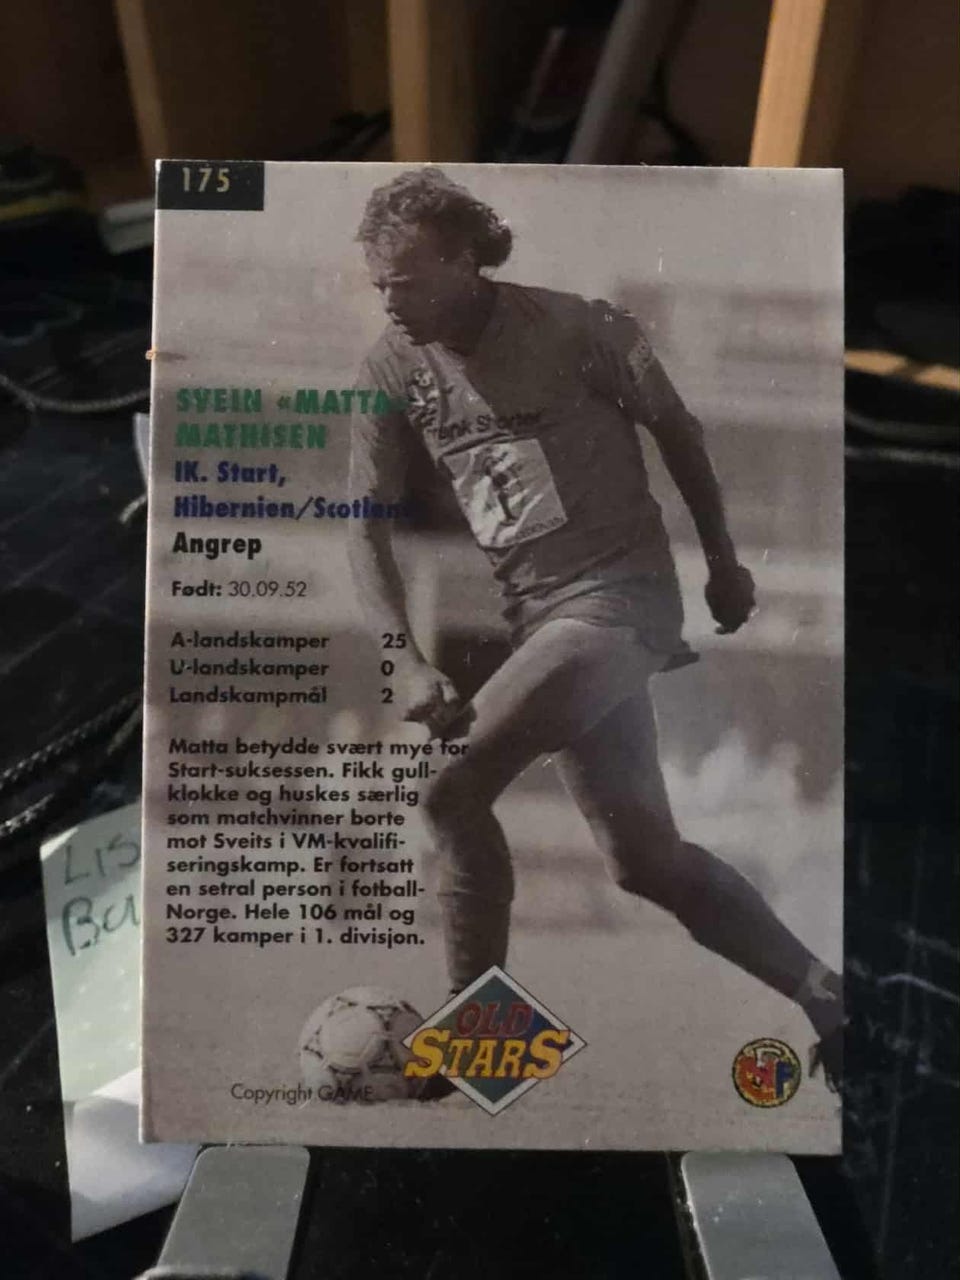 175
SVEIN «MATTA»
MATHISEN
IK. Start,
Hibernien/Scotland
Angrep
Født: 30.09.52
A-landskamper 25
U-landskamper 0
Landskampmål 2
Matta betydde svært mye for
Start-suksessen. Fikk gull-
klokke og huskes særlig
som matchvinner borte
mot Sveits i VM-kvalifi-
seringskamp. Er fortsatt
en setral person i fotball-
Norge. Hele 106 mål og
327 kamper i 1. divisjon.
OLD
STARS
Copyright GAME